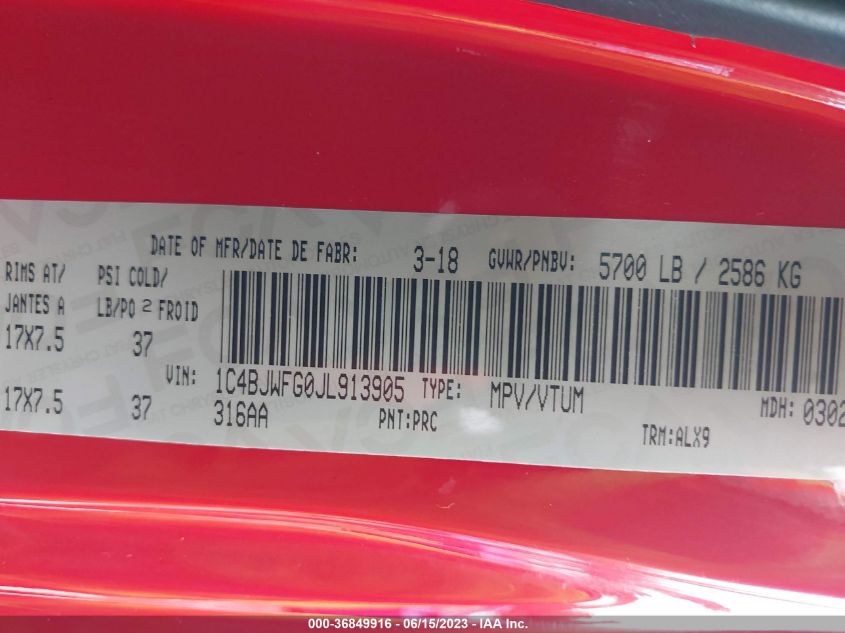 DATE OF MFR/DATE DE FABR: 3-18 GVWR/PNBV: 5700 LB / 2586 KG
RIMS AT/ PSI COLD/
JANTES A LB/PO 2 FROID
17X7.5 37
VIN: 1C4BJWFG0JL913905 TYPE: MPV/VTUM MDH: 0302
17X7.5 37
316AA PNT:PRC TRM:ALX9
000-36849916 - 06/15/2023 - IAA Inc.